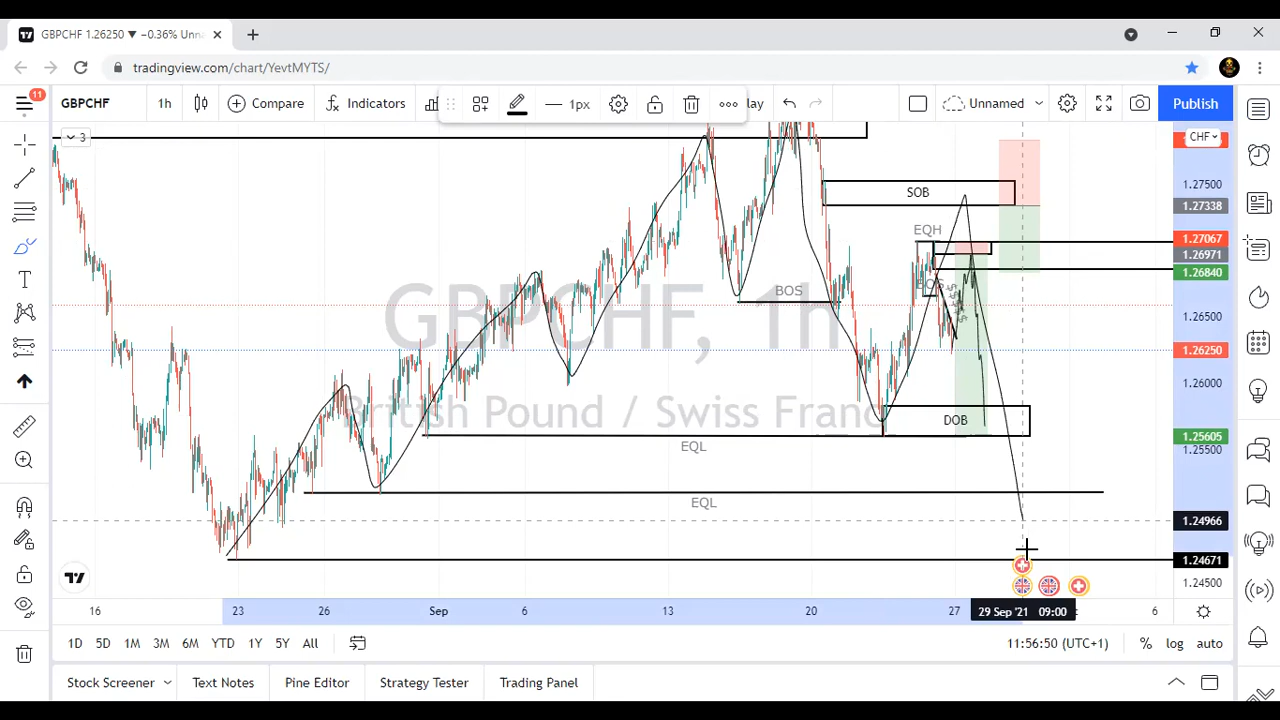 GBPCHF 1.26250 ▼ −0.36% Unna
tradingview.com/chart/YevtMYTS/
11
GBPCHF
1h
Compare
Indicators
1px
lay
Unnamed
Publish
3
CHF
GBPCHF, 1h
British Pound / Swiss Franc
SOB
EQH
BOS
BOS
DOB
EQL
EQL
1.27500
1.27338
1.27067
1.26971
1.26840
1.26500
1.26250
1.26000
1.25605
1.25500
1.24966
1.24671
1.24500
16
23
26
Sep
6
13
20
27
29 Sep '21 09:00
6
1D
5D
1M
3M
6M
YTD
1Y
5Y
All
11:56:50 (UTC+1)
%
log
auto
Stock Screener
Text Notes
Pine Editor
Strategy Tester
Trading Panel